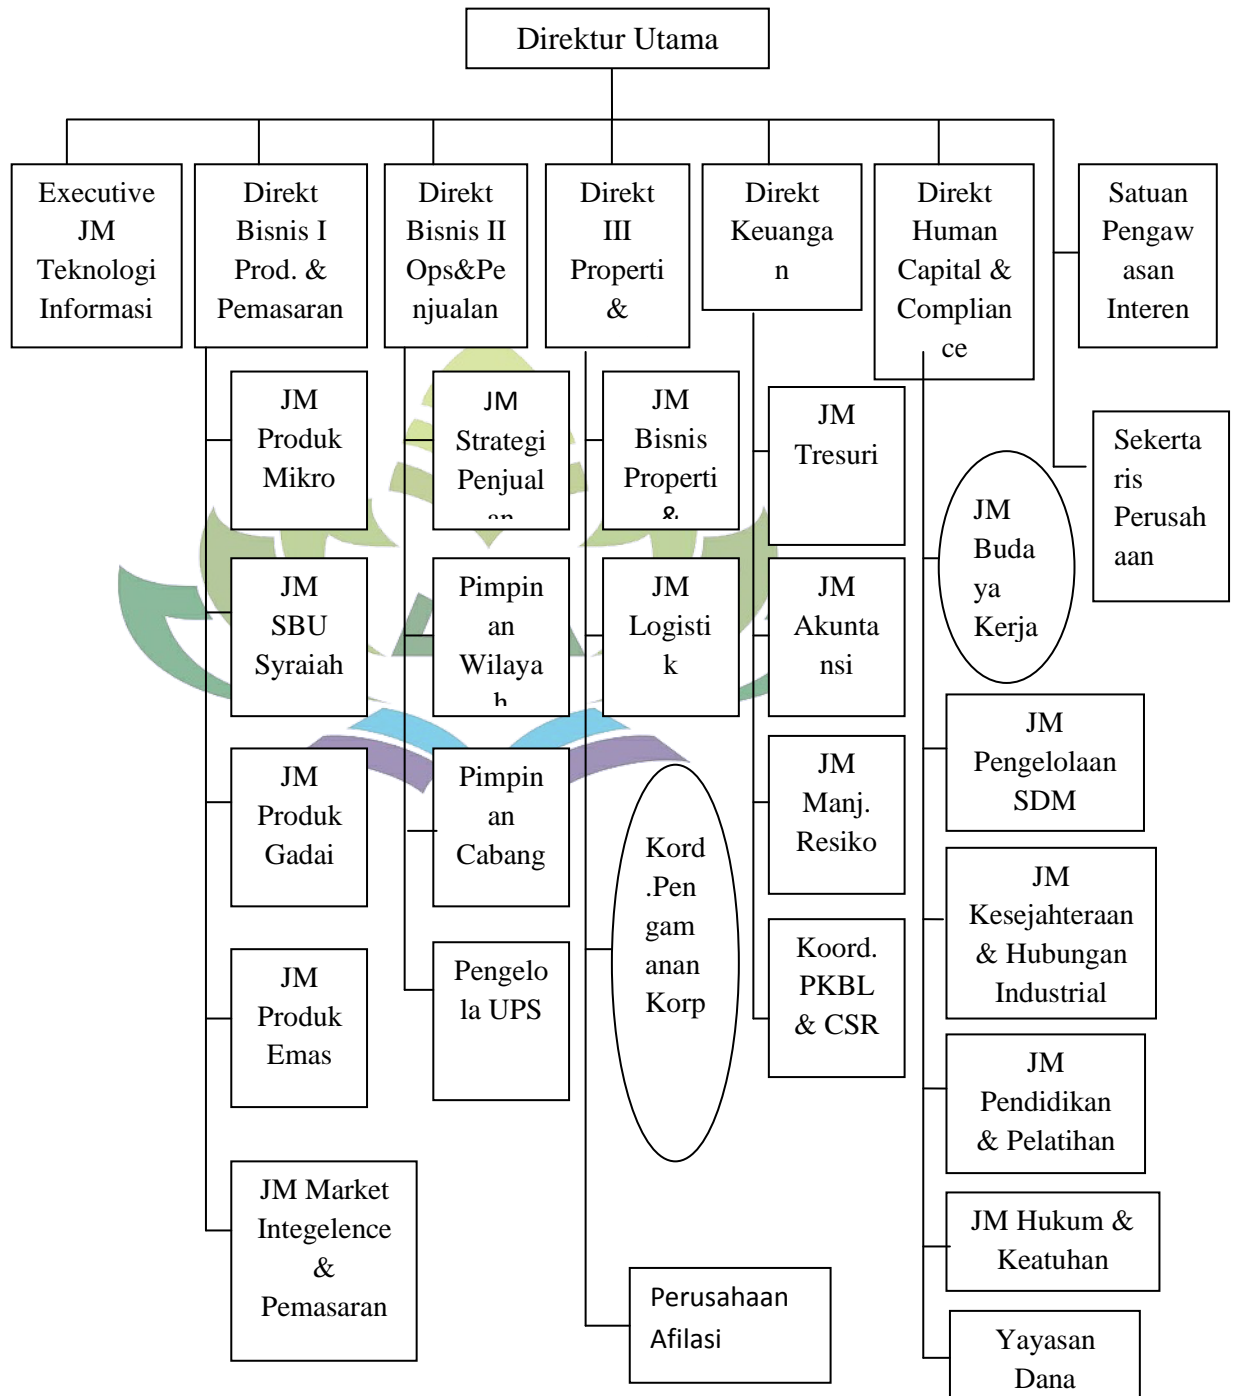 Direktur Utama
Executive
JM
Teknologi
Informasi
Direkt
Bisnis I
Prod. &
Pemasaran
Direkt
Bisnis II
Ops&Pe
njualan
Direkt
III
Properti
&
Direkt
Keuanga
n
Direkt
Human
Capital &
Complian
ce
Satuan
Pengaw
asan
Interen
JM
Produk
Mikro
JM
Strategi
Penjual
an
JM
Bisnis
Properti
&
JM
Tresuri
JM
Buda
ya
Kerja
Sekerta
ris
Perusah
aan
JM
SBU
Syraiah
Pimpin
an
Wilaya
h
JM
Logisti
k
JM
Akunta
nsi
JM
Pengelolaan
SDM
JM
Produk
Gadai
Pimpin
an
Cabang
Kord
.Pen
gam
anan
Korp
JM
Manj.
Resiko
JM
Kesejahteraan
& Hubungan
Industrial
JM
Produk
Emas
Pengelo
la UPS
Koord.
PKBL
& CSR
JM
Pendidikan
& Pelatihan
JM Market
Integelence
&
Pemasaran
JM Hukum &
Keatuhan
Perusahaan
Afilasi
Yayasan
Dana